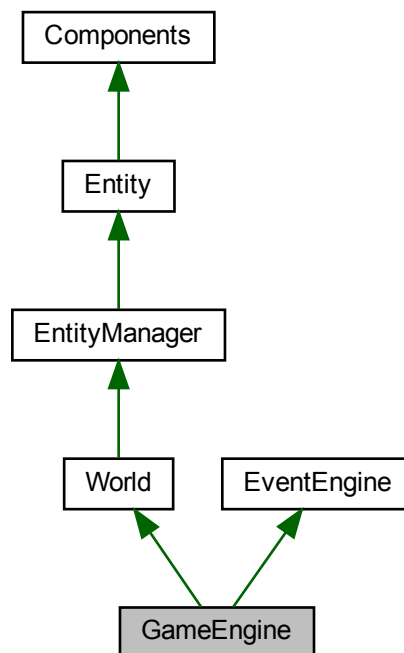 Components
Entity
EntityManager
World
EventEngine
GameEngine